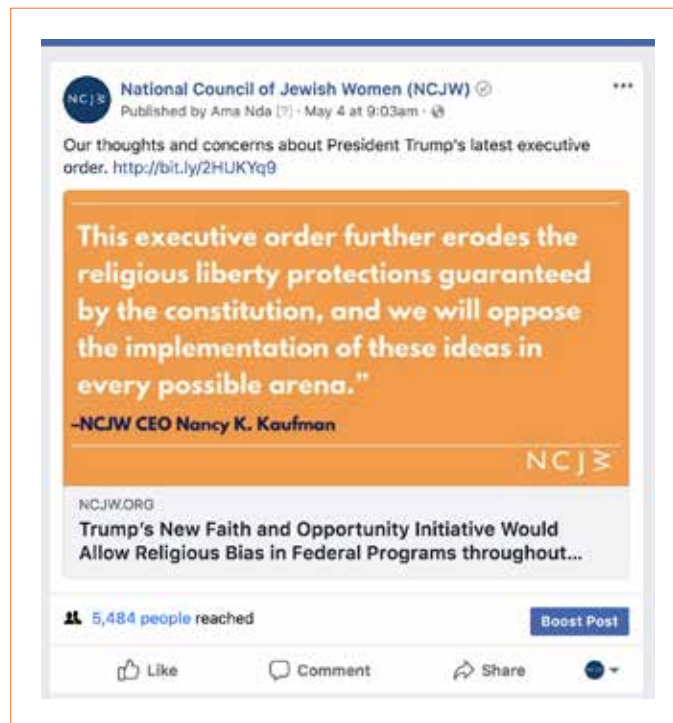 NCJW
National Council of Jewish Women (NCJW)
Published by Ama Nda [?] · May 4 at 9:03am ·
Our thoughts and concerns about President Trump's latest executive
order. http://bit.ly/2HUKYq9
This executive order further erodes the
religious liberty protections guaranteed
by the constitution, and we will oppose
the implementation of these ideas in
every possible arena.”
–NCJW CEO Nancy K. Kaufman
NCJW
NCJW.ORG
Trump's New Faith and Opportunity Initiative Would
Allow Religious Bias in Federal Programs throughout...
5,484 people reached
Boost Post
Like Comment Share